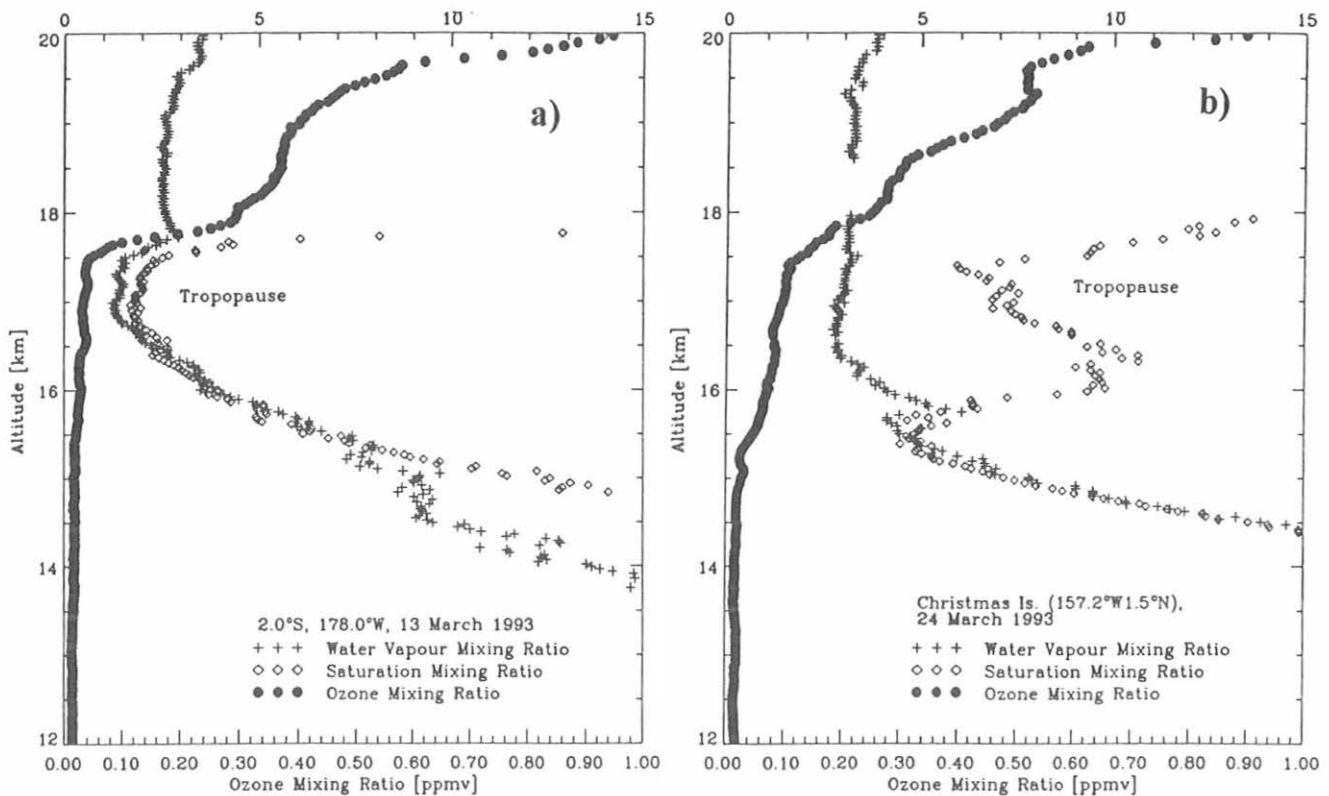 0 5 10 15
20
18
16
14
12
Altitude [km]
a)
Tropopause
2.0°S, 178.0°W, 13 March 1993
+ + + Water Vapour Mixing Ratio
◇ ◇ ◇ Saturation Mixing Ratio
● ● ● Ozone Mixing Ratio
0.00 0.10 0.20 0.30 0.40 0.50 0.60 0.70 0.80 0.90 1.00
Ozone Mixing Ratio [ppmv]
0 5 10 15
20
18
16
14
12
Altitude [km]
b)
Tropopause
Christmas Is. (157.2°W1.5°N),
24 March 1993
+ + + Water Vapour Mixing Ratio
◇ ◇ ◇ Saturation Mixing Ratio
● ● ● Ozone Mixing Ratio
0.00 0.10 0.20 0.30 0.40 0.50 0.60 0.70 0.80 0.90 1.00
Ozone Mixing Ratio [ppmv]